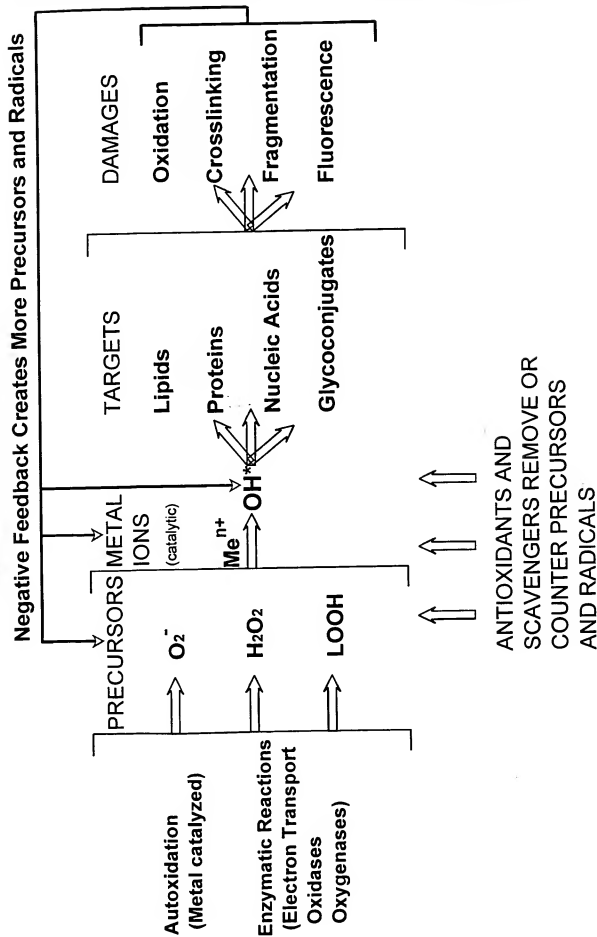 Negative Feedback Creates More Precursors and Radicals
Autoxidation
(Metal catalyzed)
Enzymatic Reactions
(Electron Transport
Oxidases
Oxygenases)
PRECURSORS
O2-
H2O2
LOOH
METAL
IONS
(catalytic)
Me n+
OH*
TARGETS
Lipids
Proteins
Nucleic Acids
Glycoconjugates
DAMAGES
Oxidation
Crosslinking
Fragmentation
Fluorescence
ANTIOXIDANTS AND
SCAVENGERS REMOVE OR
COUNTER PRECURSORS
AND RADICALS